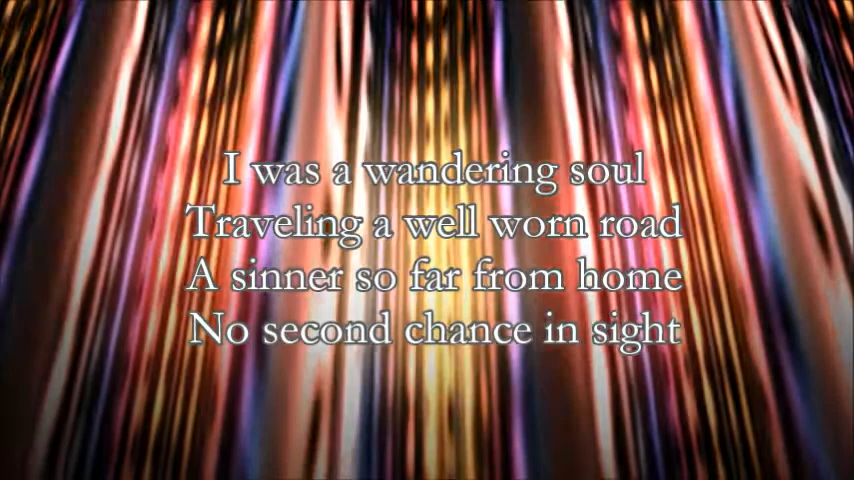 I was a wandering soul
Traveling a well worn road
A sinner so far from home
No second chance in sight